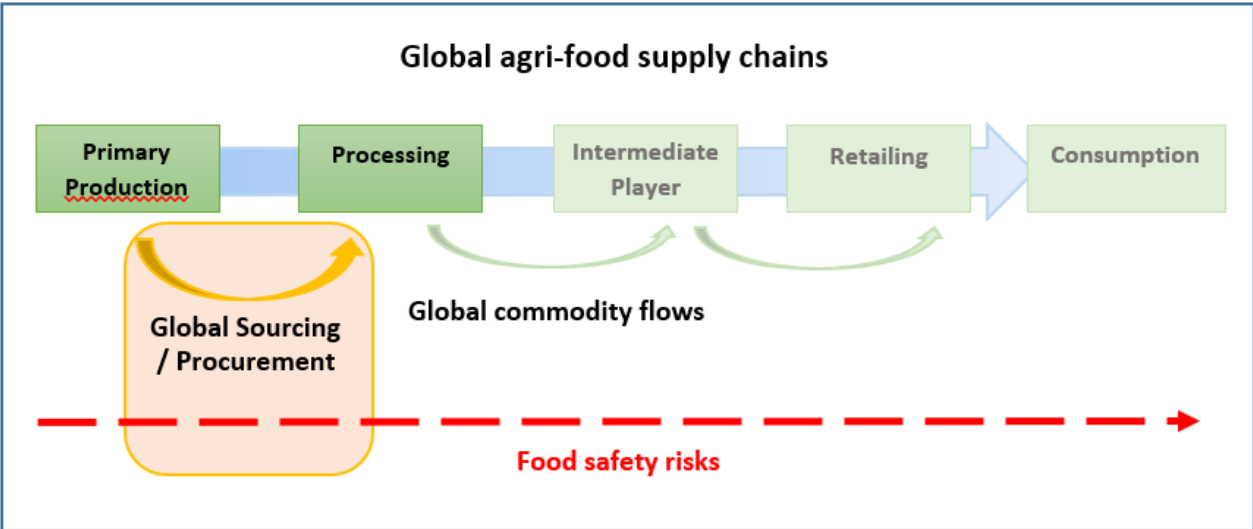 Global agri-food supply chains
Primary
Production
Processing
Intermediate
Player
Retailing
Consumption
Global Sourcing
/ Procurement
Global commodity flows
Food safety risks